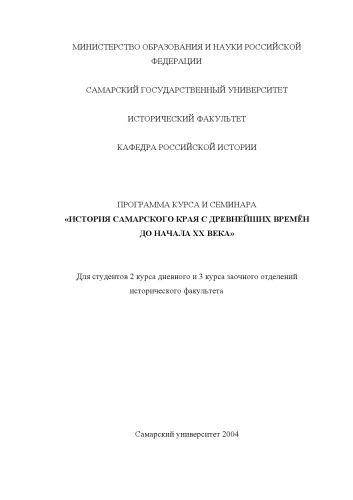 МИНИСТЕРСТВО ОБРАЗОВАНИЯ И НАУКИ РОССИЙСКОЙ
ФЕДЕРАЦИИ
САМАРСКИЙ ГОСУДАРСТВЕННЫЙ УНИВЕРСИТЕТ
ИСТОРИЧЕСКИЙ ФАКУЛЬТЕТ
КАФЕДРА РОССИЙСКОЙ ИСТОРИИ
ПРОГРАММА КУРСА И СЕМИНАРА
«ИСТОРИЯ САМАРСКОГО КРАЯ С ДРЕВНЕЙШИХ ВРЕМЁН
ДО НАЧАЛА XX ВЕКА»
Для студентов 2 курса дневного и 3 курса заочного отделений
исторического факультета
Самарский университет 2004